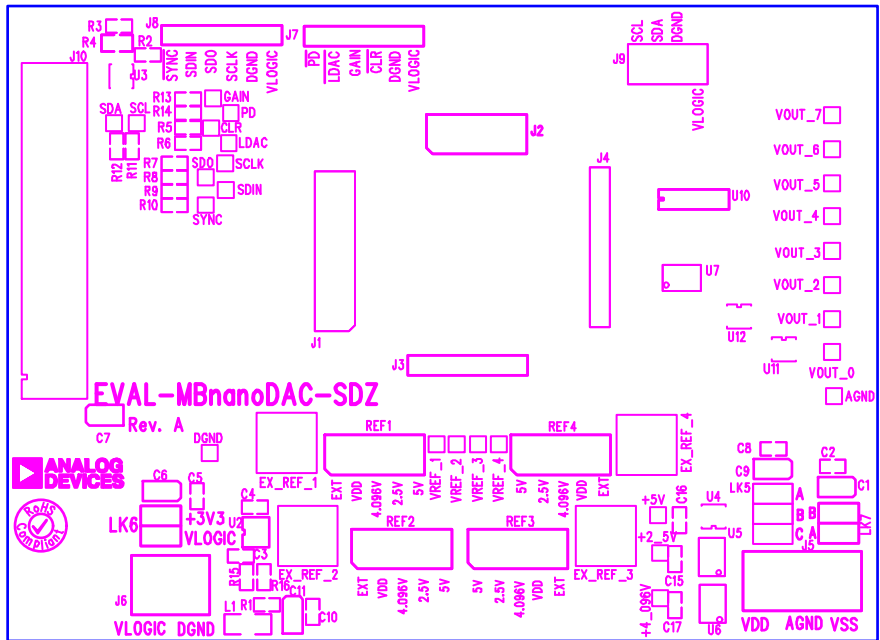 R3
R4
R2
J10
U3
J8
J7
SYNC
SDIN
SDO
SCLK
DGND
VLOGIC
PD
LDAC
GAIN
CLR
DGND
VLOGIC
J9
SCL
SDA
DGND
VLOGIC
SDA
SCL
R12
R11
R13
GAIN
R14
PD
R5
CLR
R6
LDAC
R7
SDO
SCLK
R8
R9
SDIN
R10
SYNC
J2
J4
J1
J3
U10
U7
U12
U11
VOUT_7
VOUT_6
VOUT_5
VOUT_4
VOUT_3
VOUT_2
VOUT_1
VOUT_0
AGND
EVAL-MBnanoDAC-SDZ
Rev. A
C7
DGND
ANALOG
DEVICES
RoHS
Compliant
C6
C5
LK6
+3V3
VLOGIC
U2
C4
C3
R15
R16
J6
VLOGIC DGND
L1
R1
C11
C10
EX_REF_1
REF1
EXT
VDD
4.096V
2.5V
5V
VREF_1
VREF_2
VREF_3
VREF_4
REF4
5V
2.5V
4.096V
VDD
EXT
EX_REF_4
EX_REF_2
REF2
EXT
VDD
4.096V
2.5V
5V
REF3
5V
2.5V
4.096V
VDD
EXT
EX_REF_3
+5V
C16
U4
+2_5V
U5
C15
+4_096V
C17
U6
C8
C9
LK5
A
B
C
C2
C1
B
A
LK7
J5
VDD AGND VSS